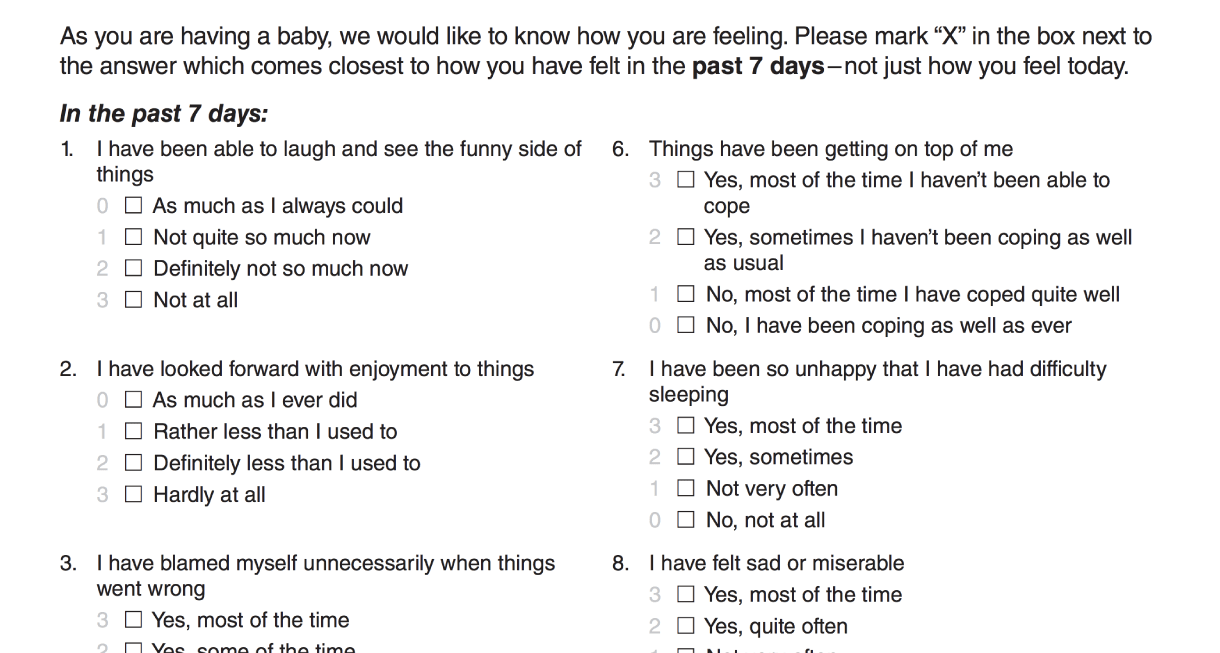 As you are having a baby, we would like to know how you are feeling. Please mark “X” in the box next to
the answer which comes closest to how you have felt in the past 7 days–not just how you feel today.
In the past 7 days:
1. I have been able to laugh and see the funny side of
things
0 As much as I always could
1 Not quite so much now
2 Definitely not so much now
3 Not at all
2. I have looked forward with enjoyment to things
0 As much as I ever did
1 Rather less than I used to
2 Definitely less than I used to
3 Hardly at all
3. I have blamed myself unnecessarily when things
went wrong
3 Yes, most of the time
2 Yes, some of the time
6. Things have been getting on top of me
3 Yes, most of the time I haven’t been able to
cope
2 Yes, sometimes I haven’t been coping as well
as usual
1 No, most of the time I have coped quite well
0 No, I have been coping as well as ever
7. I have been so unhappy that I have had difficulty
sleeping
3 Yes, most of the time
2 Yes, sometimes
1 Not very often
0 No, not at all
8. I have felt sad or miserable
3 Yes, most of the time
2 Yes, quite often